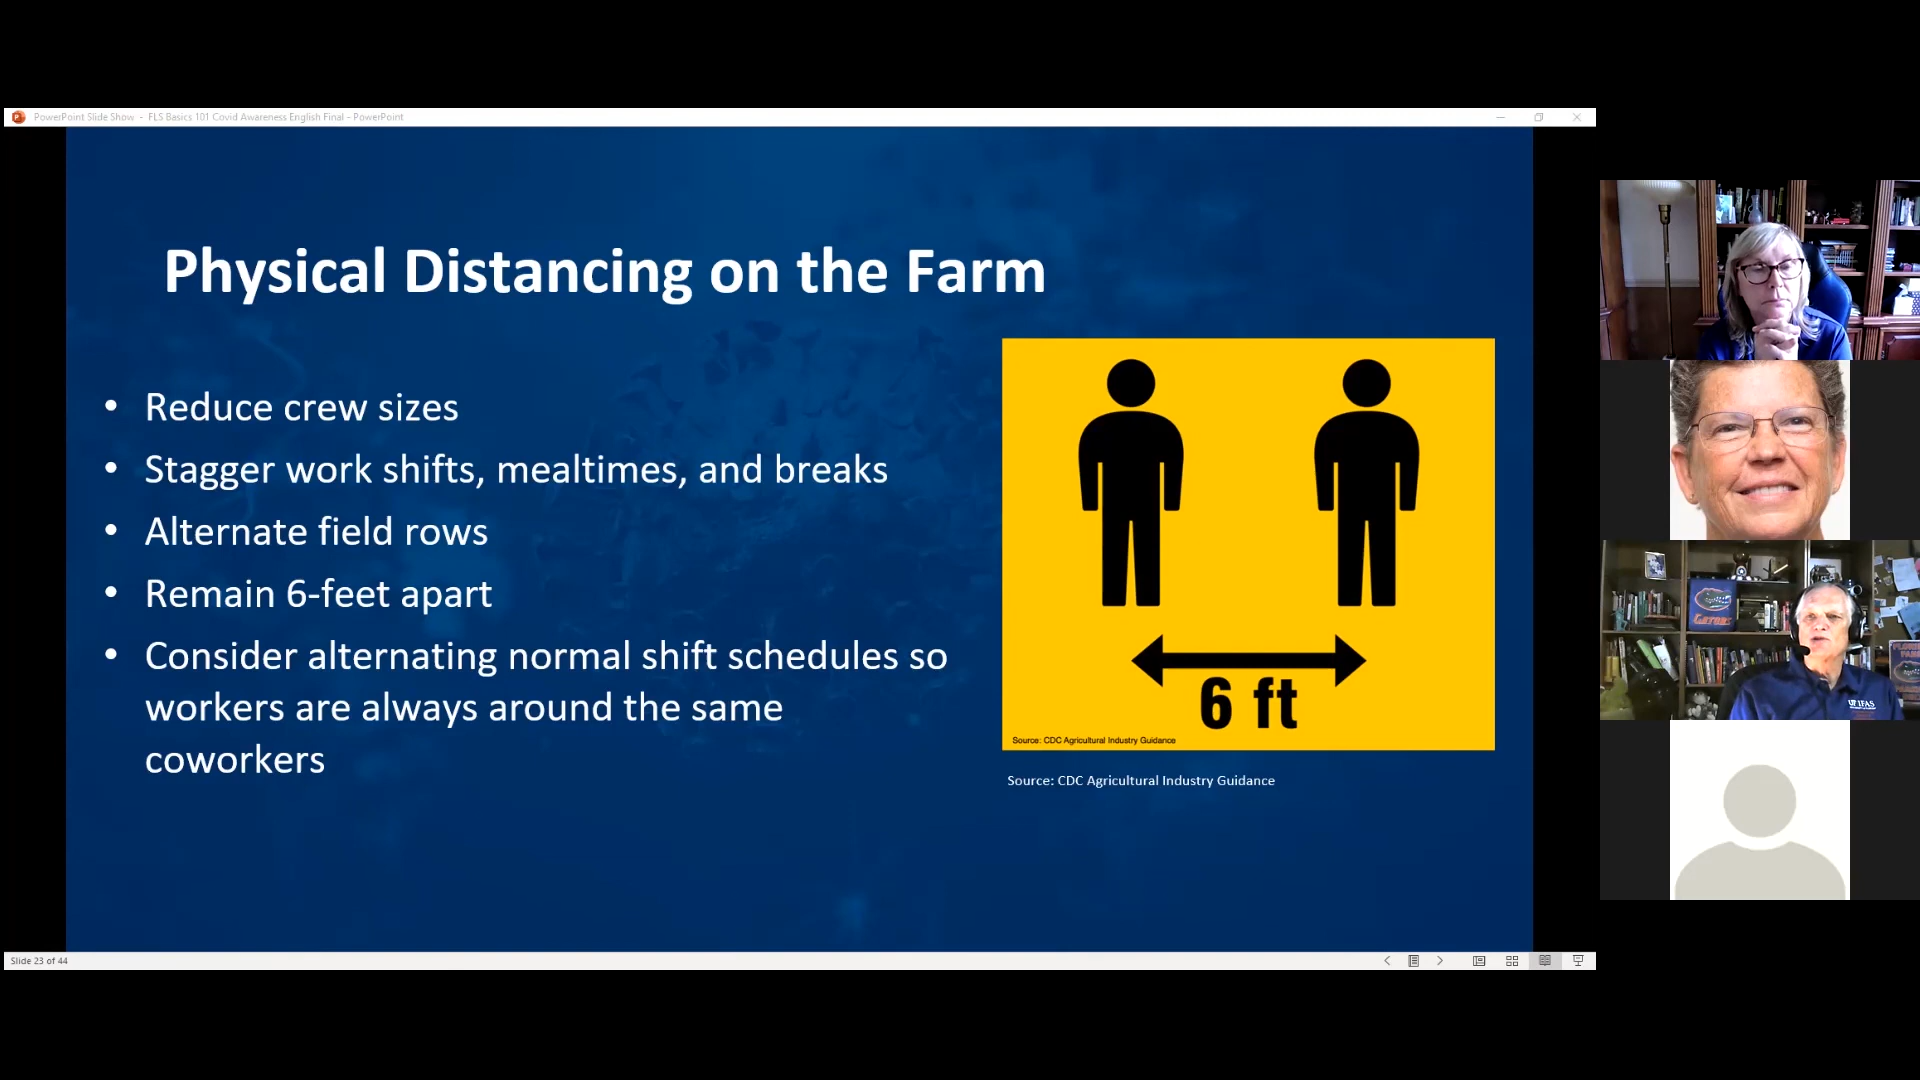 PowerPoint Slide Show - FLS Basics 101 Covid Awareness English Final - PowerPoint
Physical Distancing on the Farm
• Reduce crew sizes
• Stagger work shifts, mealtimes, and breaks
• Alternate field rows
• Remain 6-feet apart
• Consider alternating normal shift schedules so
workers are always around the same
coworkers
6 ft
Source: CDC Agricultural Industry Guidance
Source: CDC Agricultural Industry Guidance
GATORS
UF IFAS
Slide 23 of 44